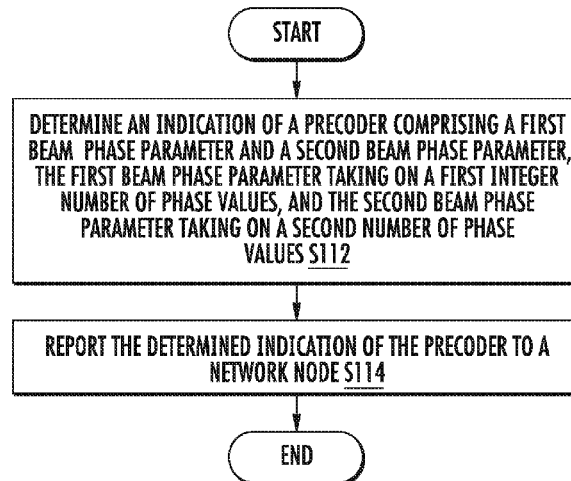 START
DETERMINE AN INDICATION OF A PRECODER COMPRISING A FIRST
BEAM PHASE PARAMETER AND A SECOND BEAM PHASE PARAMETER,
THE FIRST BEAM PHASE PARAMETER TAKING ON A FIRST INTEGER
NUMBER OF PHASE VALUES, AND THE SECOND BEAM PHASE
PARAMETER TAKING ON A SECOND NUMBER OF PHASE
VALUES S112
REPORT THE DETERMINED INDICATION OF THE PRECODER TO A
NETWORK NODE S114
END